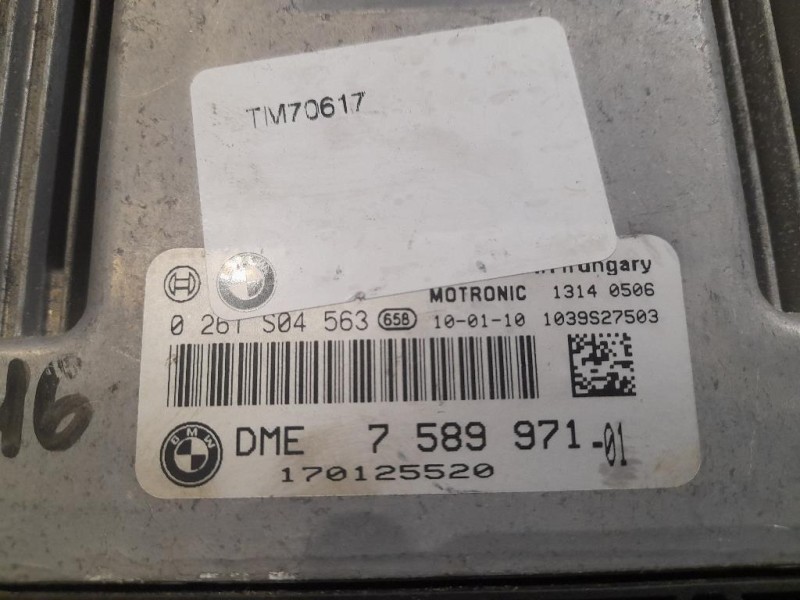 TM70617
Hungary
MOTRONIC 1314 0506
0 261 S04 563 658 10-01-10 1039S27503
BMW DME 7 589 971-01
170125520
16